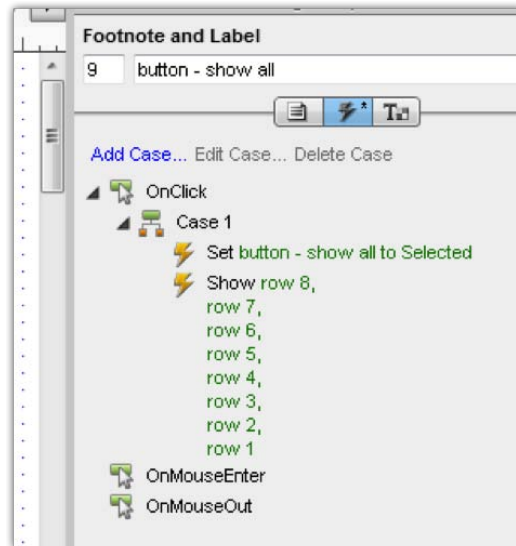 Footnote and Label
9 button - show all
Add Case... Edit Case... Delete Case
OnClick
Case 1
Set button - show all to Selected
Show row 8,
row 7,
row 6,
row 5,
row 4,
row 3,
row 2,
row 1
OnMouseEnter
OnMouseOut